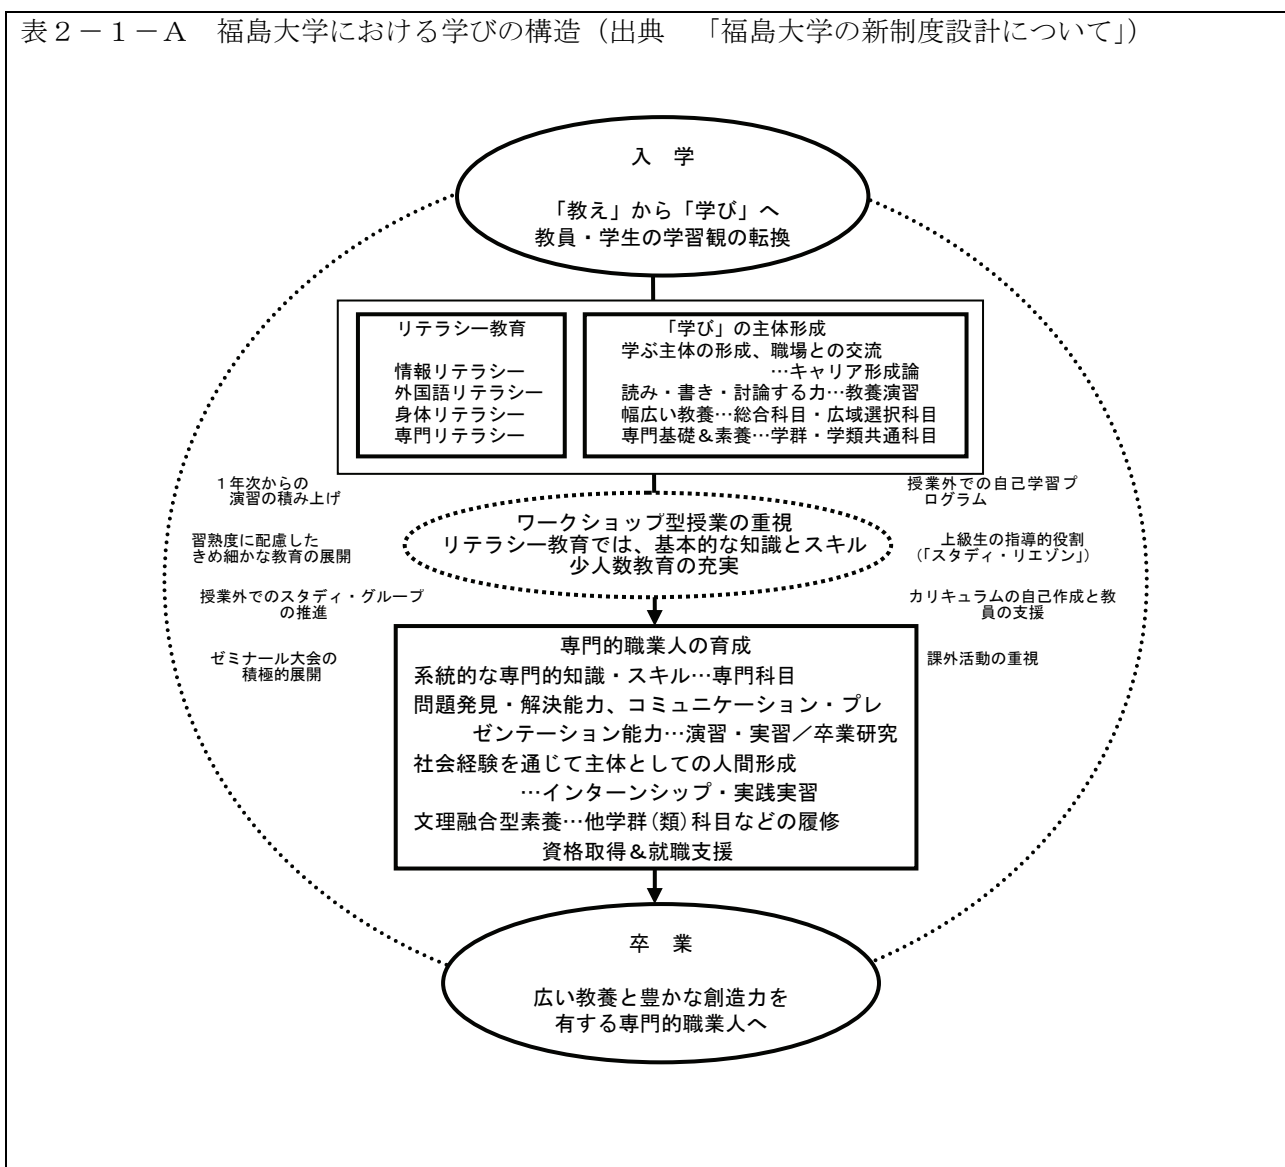 表２－１－Ａ　福島大学における学びの構造（出典　「福島大学の新制度設計について」）
入　学
「教え」から「学び」へ
教員・学生の学習観の転換
リテラシー教育
情報リテラシー
外国語リテラシー
身体リテラシー
専門リテラシー
「学び」の主体形成
学ぶ主体の形成、職場との交流
…キャリア形成論
読み・書き・討論する力…教養演習
幅広い教養…総合科目・広域選択科目
専門基礎＆素養…学群・学類共通科目
１年次からの
演習の積み上げ
習熟度に配慮した
きめ細かな教育の展開
授業外でのスタディ・グループ
の推進
ゼミナール大会の
積極的展開
ワークショップ型授業の重視
リテラシー教育では、基本的な知識とスキル
少人数教育の充実
授業外での自己学習プ
ログラム
上級生の指導的役割
（「スタディ・リエゾン」）
カリキュラムの自己作成と教
員の支援
課外活動の重視
専門的職業人の育成
系統的な専門的知識・スキル…専門科目
問題発見・解決能力、コミュニケーション・プレ
ゼンテーション能力…演習・実習／卒業研究
社会経験を通じて主体としての人間形成
…インターンシップ・実践実習
文理融合型素養…他学群（類）科目などの履修
資格取得＆就職支援
卒　業
広い教養と豊かな創造力を
有する専門的職業人へ